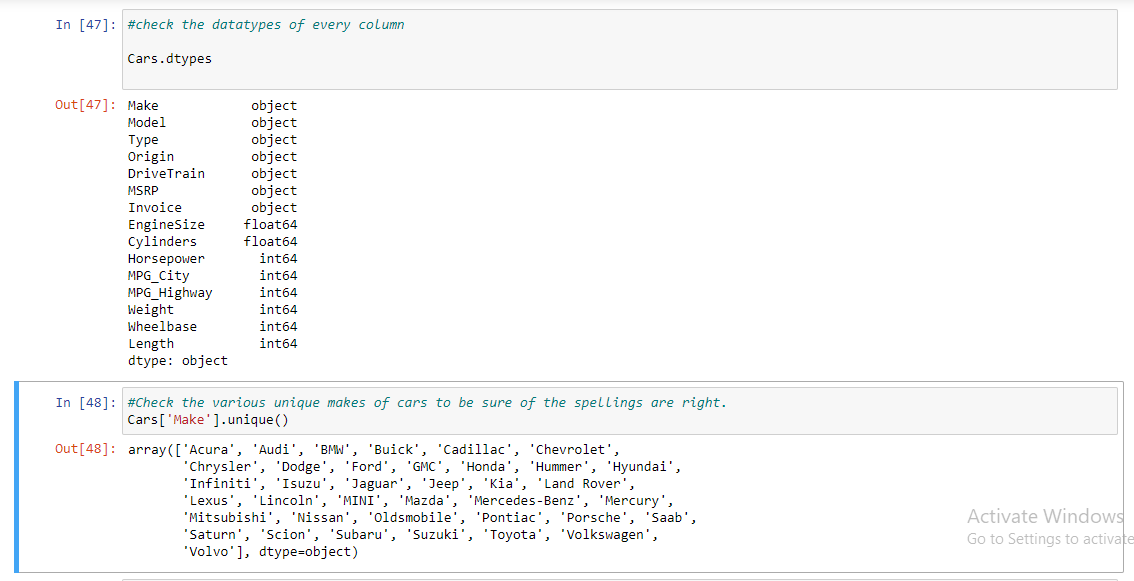 In [47]: #check the datatypes of every column
Cars.dtypes
Out[47]: Make object
Model object
Type object
Origin object
DriveTrain object
MSRP object
Invoice object
EngineSize float64
Cylinders float64
Horsepower int64
MPG_City int64
MPG_Highway int64
Weight int64
Wheelbase int64
Length int64
dtype: object
In [48]: #Check the various unique makes of cars to be sure of the spellings are right.
Cars['Make'].unique()
Out[48]: array(['Acura', 'Audi', 'BMW', 'Buick', 'Cadillac', 'Chevrolet',
'Chrysler', 'Dodge', 'Ford', 'GMC', 'Honda', 'Hummer', 'Hyundai',
'Infiniti', 'Isuzu', 'Jaguar', 'Jeep', 'Kia', 'Land Rover',
'Lexus', 'Lincoln', 'MINI', 'Mazda', 'Mercedes-Benz', 'Mercury',
'Mitsubishi', 'Nissan', 'Oldsmobile', 'Pontiac', 'Porsche', 'Saab',
'Saturn', 'Scion', 'Subaru', 'Suzuki', 'Toyota', 'Volkswagen',
'Volvo'], dtype=object)
Activate Windows
Go to Settings to activate